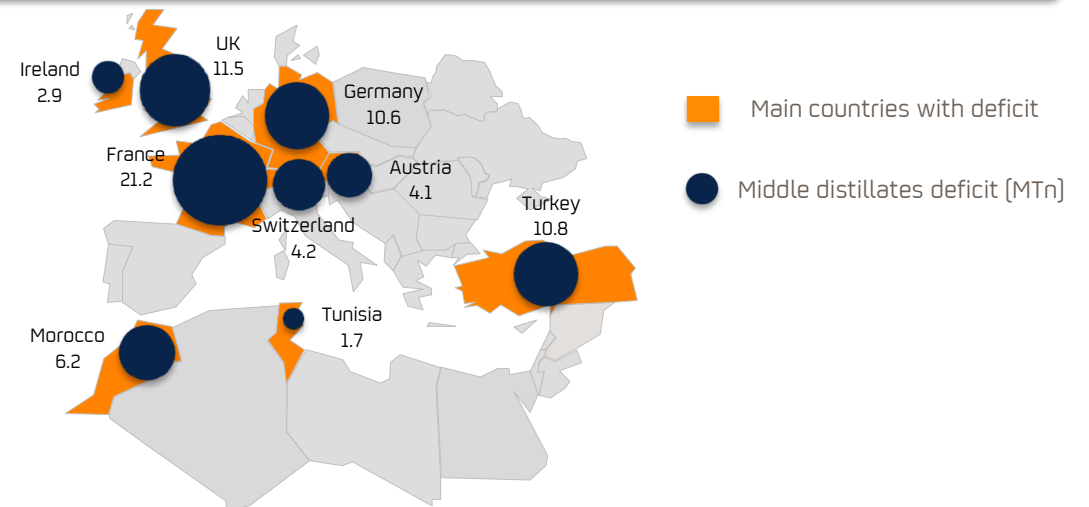 UK
11.5
Ireland
2.9
Germany
10.6
France
21.2
Austria
4.1
Switzerland
4.2
Turkey
10.8
Tunisia
1.7
Morocco
6.2
Main countries with deficit
Middle distillates deficit (MTn)